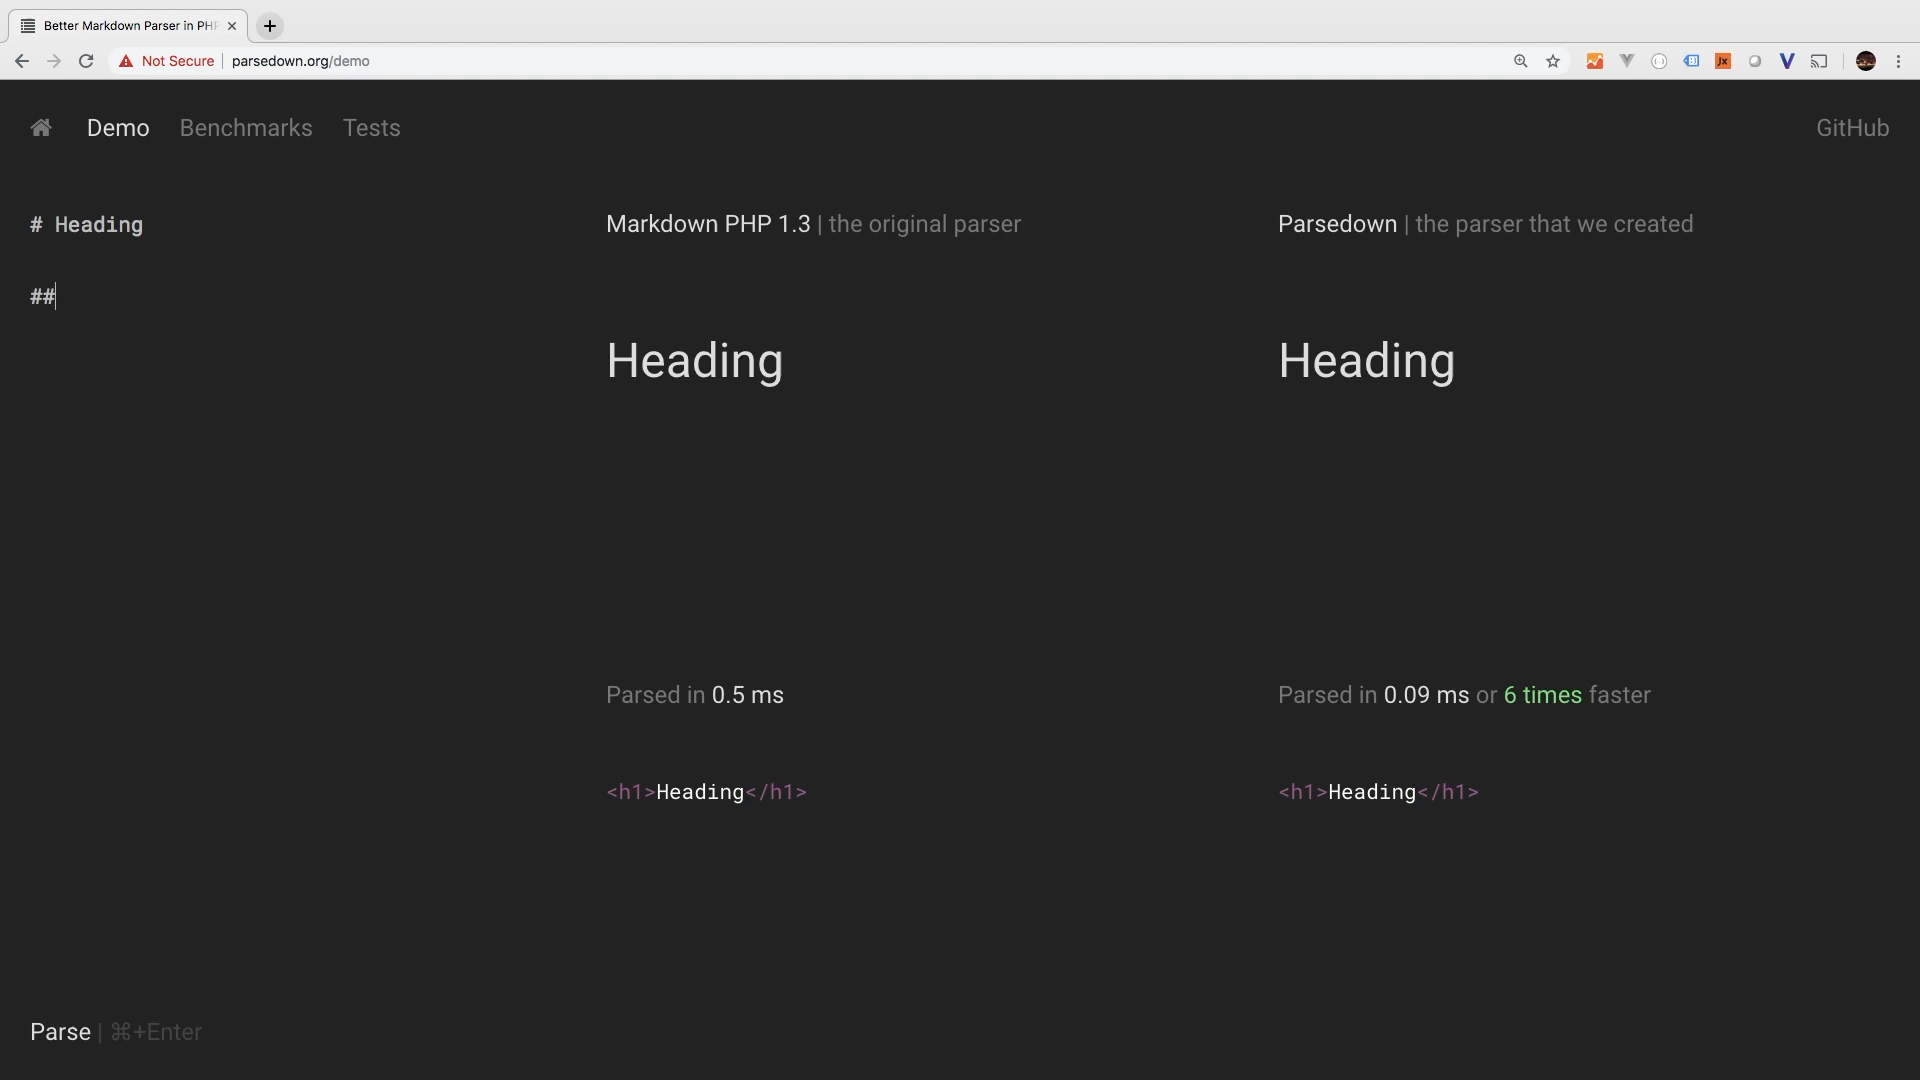 Better Markdown Parser in PHP
Not Secure | parsedown.org/demo
Demo Benchmarks Tests GitHub
# Heading
##
Markdown PHP 1.3 | the original parser
Heading
Parsed in 0.5 ms
<h1>Heading</h1>
Parsedown | the parser that we created
Heading
Parsed in 0.09 ms or 6 times faster
<h1>Heading</h1>
Parse | ⌘+Enter